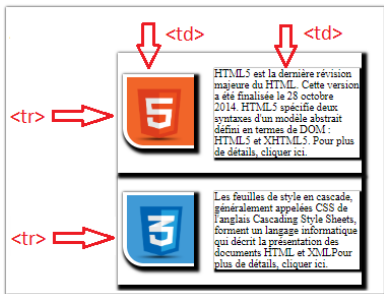 <td> <td>
<tr>
5
HTML5 est la dernière révision
majeure du HTML. Cette version
a été finalisée le 28 octobre
2014. HTML5 spécifie deux
syntaxes d'un modèle abstrait
défini en termes de DOM :
HTML5 et XHTML5. Pour plus
de détails, cliquer ici.
<tr>
3
Les feuilles de style en cascade,
généralement appelées CSS de
l'anglais Cascading Style Sheets,
forment un langage informatique
qui décrit la présentation des
documents HTML et XMLPour
plus de détails, cliquer ici.